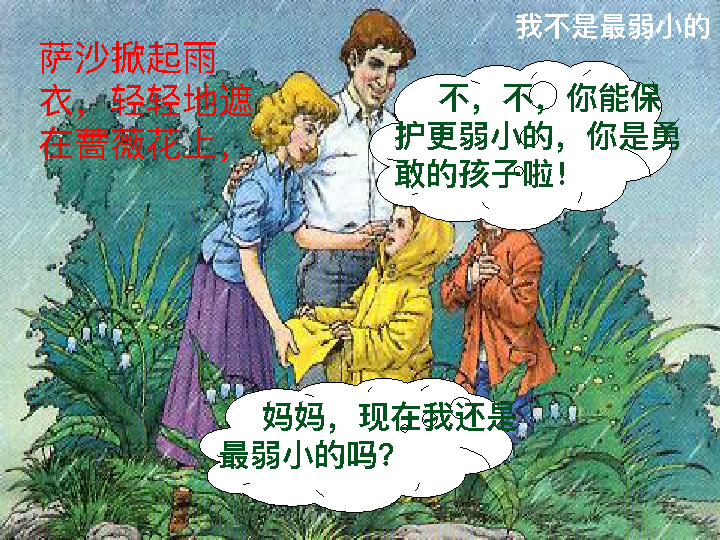 我不是最弱小的
萨沙掀起雨
衣，轻轻地遮
在蔷薇花上，
不，不，你能保
护更弱小的，你是勇
敢的孩子啦！
妈妈，现在我还是
最弱小的吗？